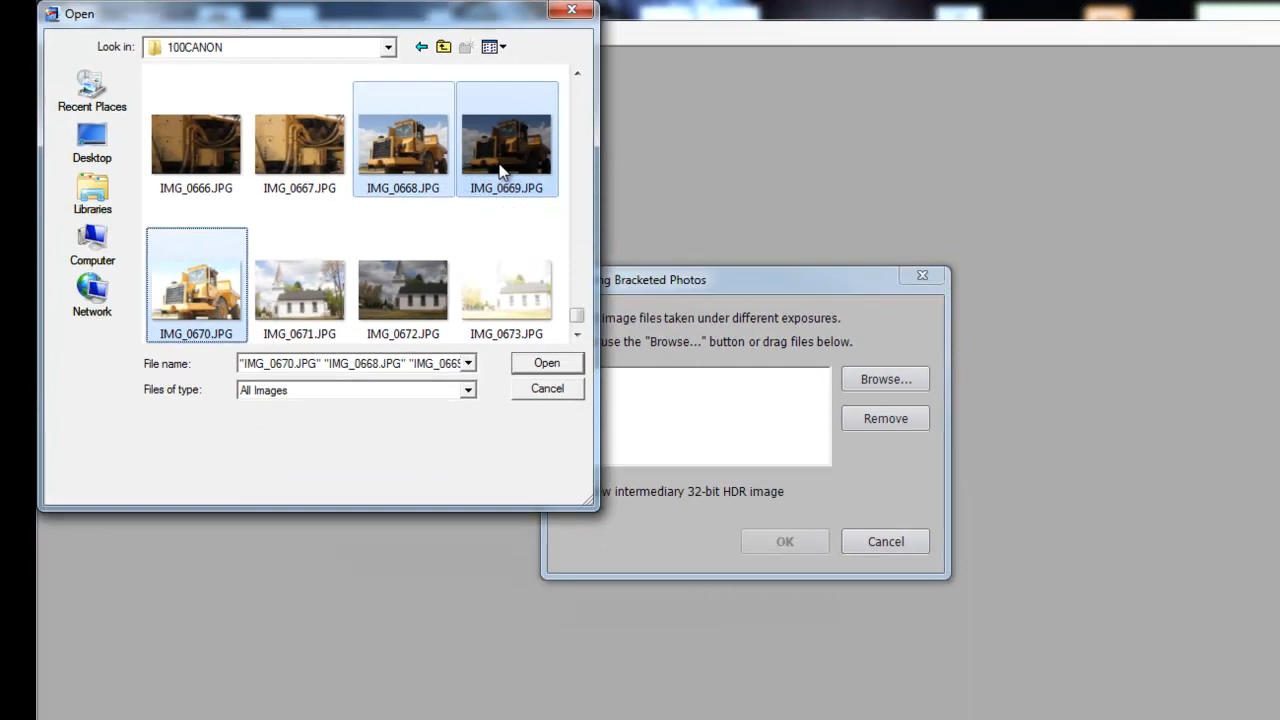 Open
Look in:
100CANON
Recent Places
Desktop
Libraries
Computer
Network
IMG_0666.JPG
IMG_0667.JPG
IMG_0668.JPG
IMG_0669.JPG
IMG_0670.JPG
IMG_0671.JPG
IMG_0672.JPG
IMG_0673.JPG
File name:
"IMG_0670.JPG" "IMG_0668.JPG" "IMG_066
Open
Files of type:
All Images
Cancel
Bracketed Photos
image files taken under different exposures.
use the "Browse..." button or drag files below.
Browse...
Remove
intermediary 32-bit HDR image
OK
Cancel